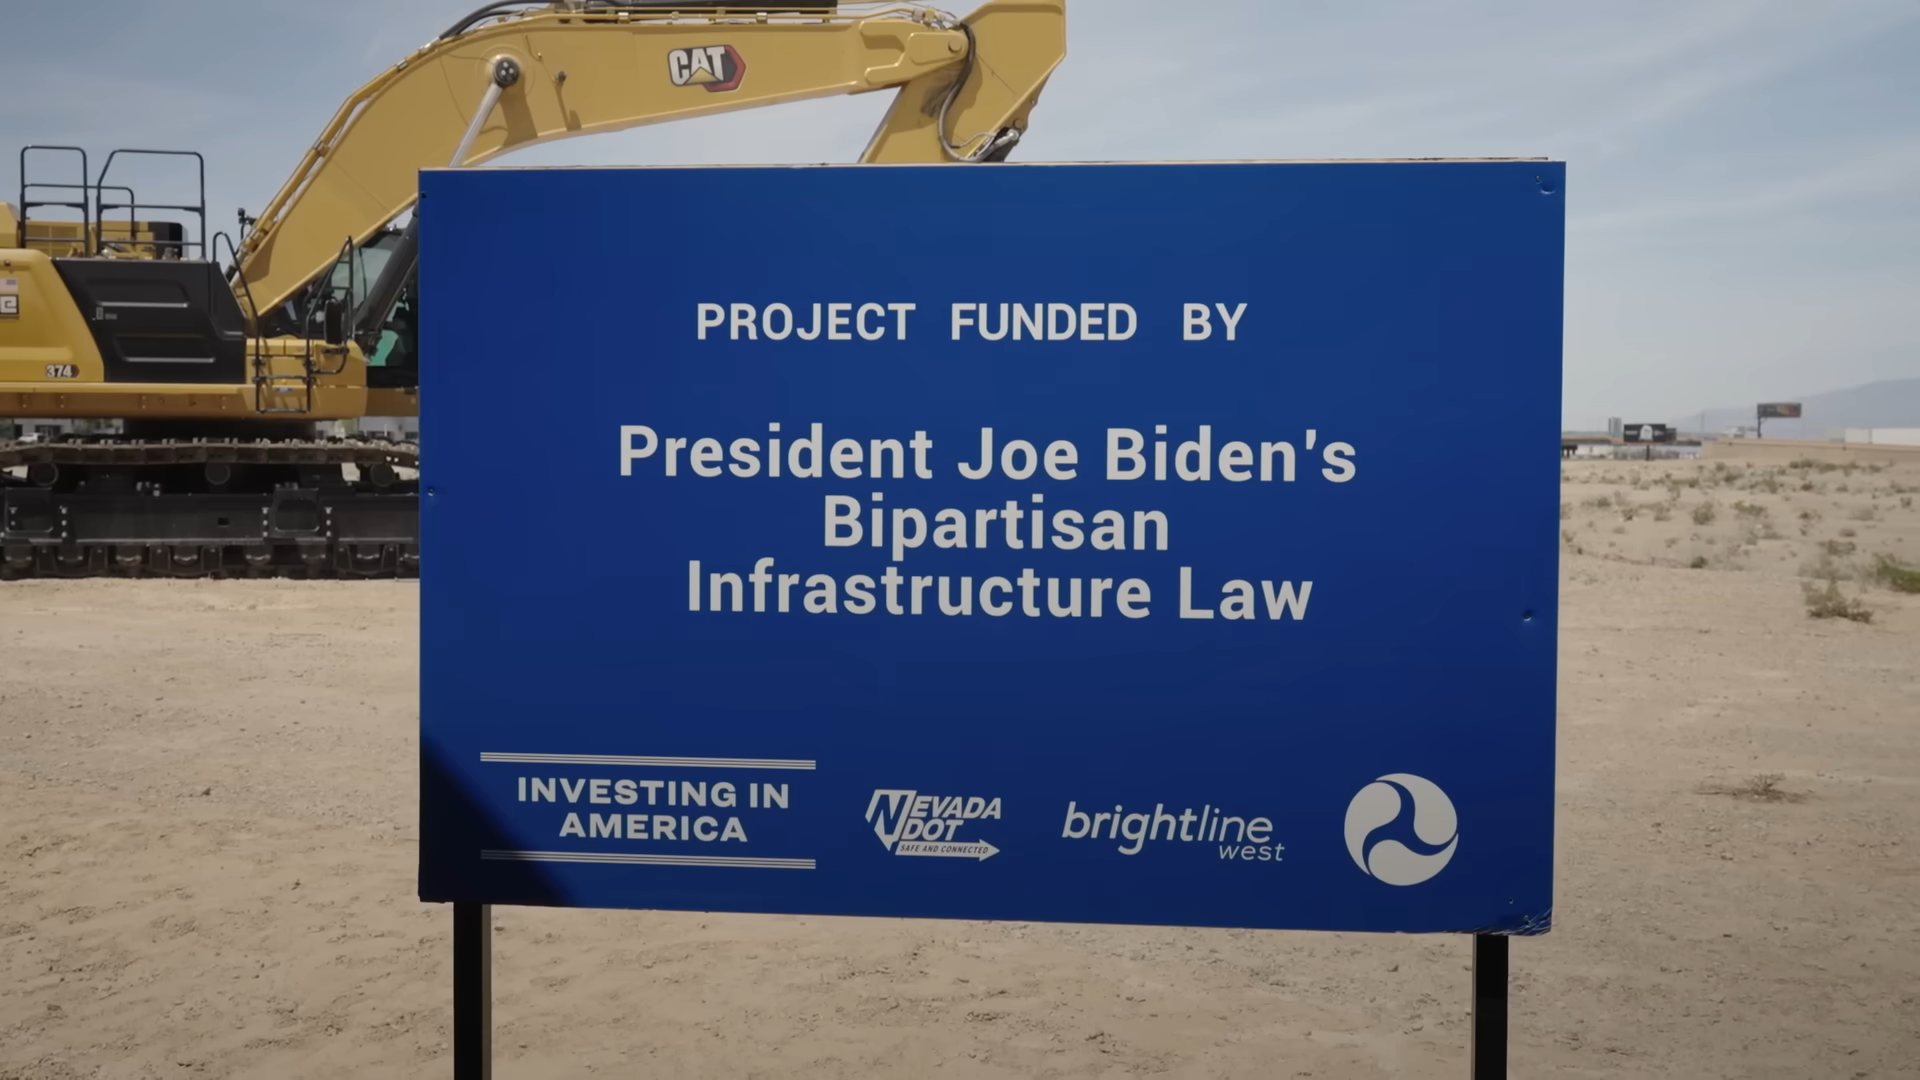 CAT
374
PROJECT FUNDED BY
President Joe Biden's
Bipartisan
Infrastructure Law
INVESTING IN
AMERICA
NEVADA
DOT
SAFE AND CONNECTED
brightline
west